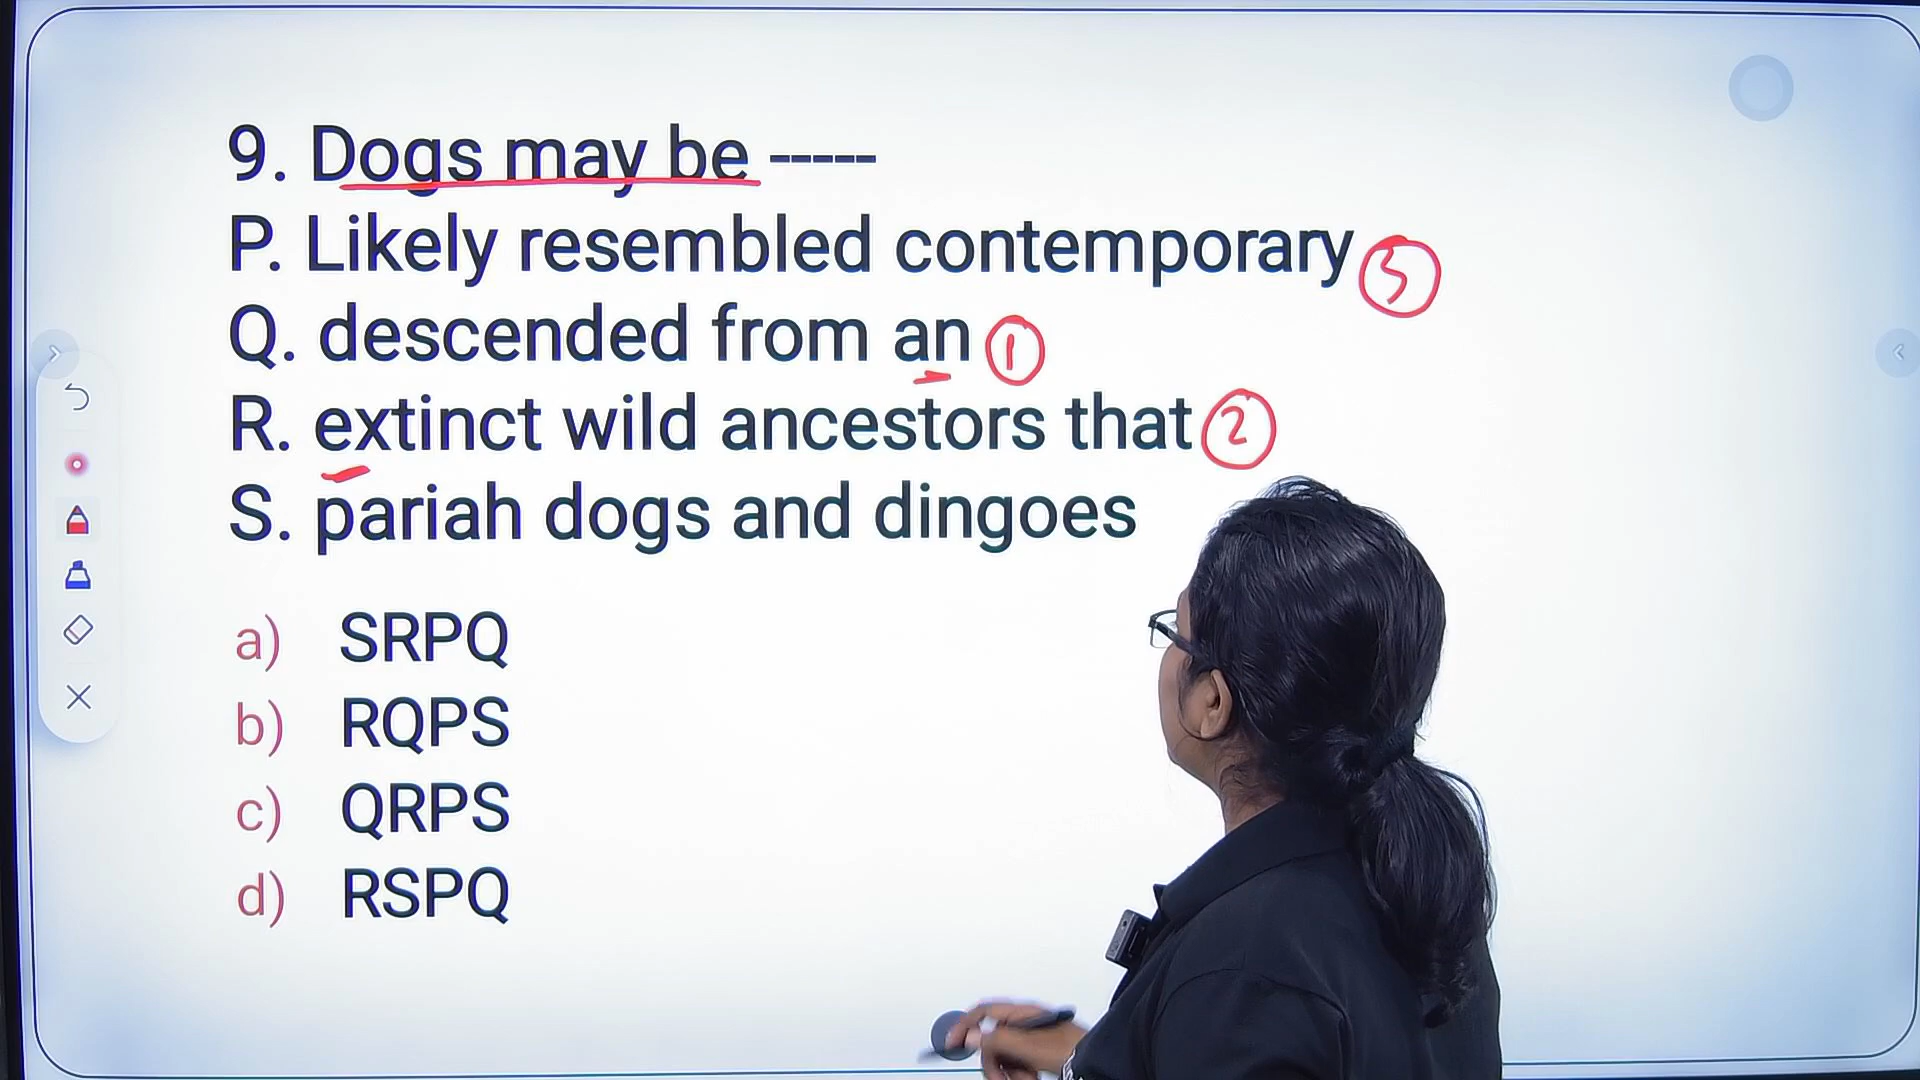 9. Dogs may be -----
P. Likely resembled contemporary 3
Q. descended from an 1
R. extinct wild ancestors that 2
S. pariah dogs and dingoes
a) SRPQ
b) RQPS
c) QRPS
d) RSPQ